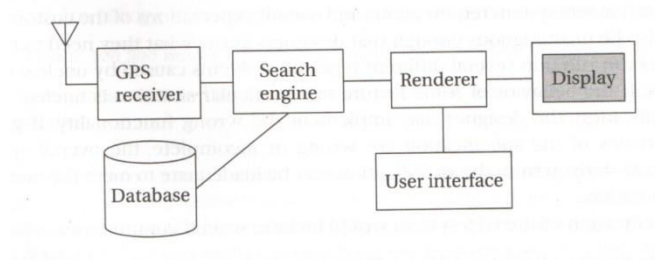 GPS
receiver
Search
engine
Renderer
Display
Database
User interface